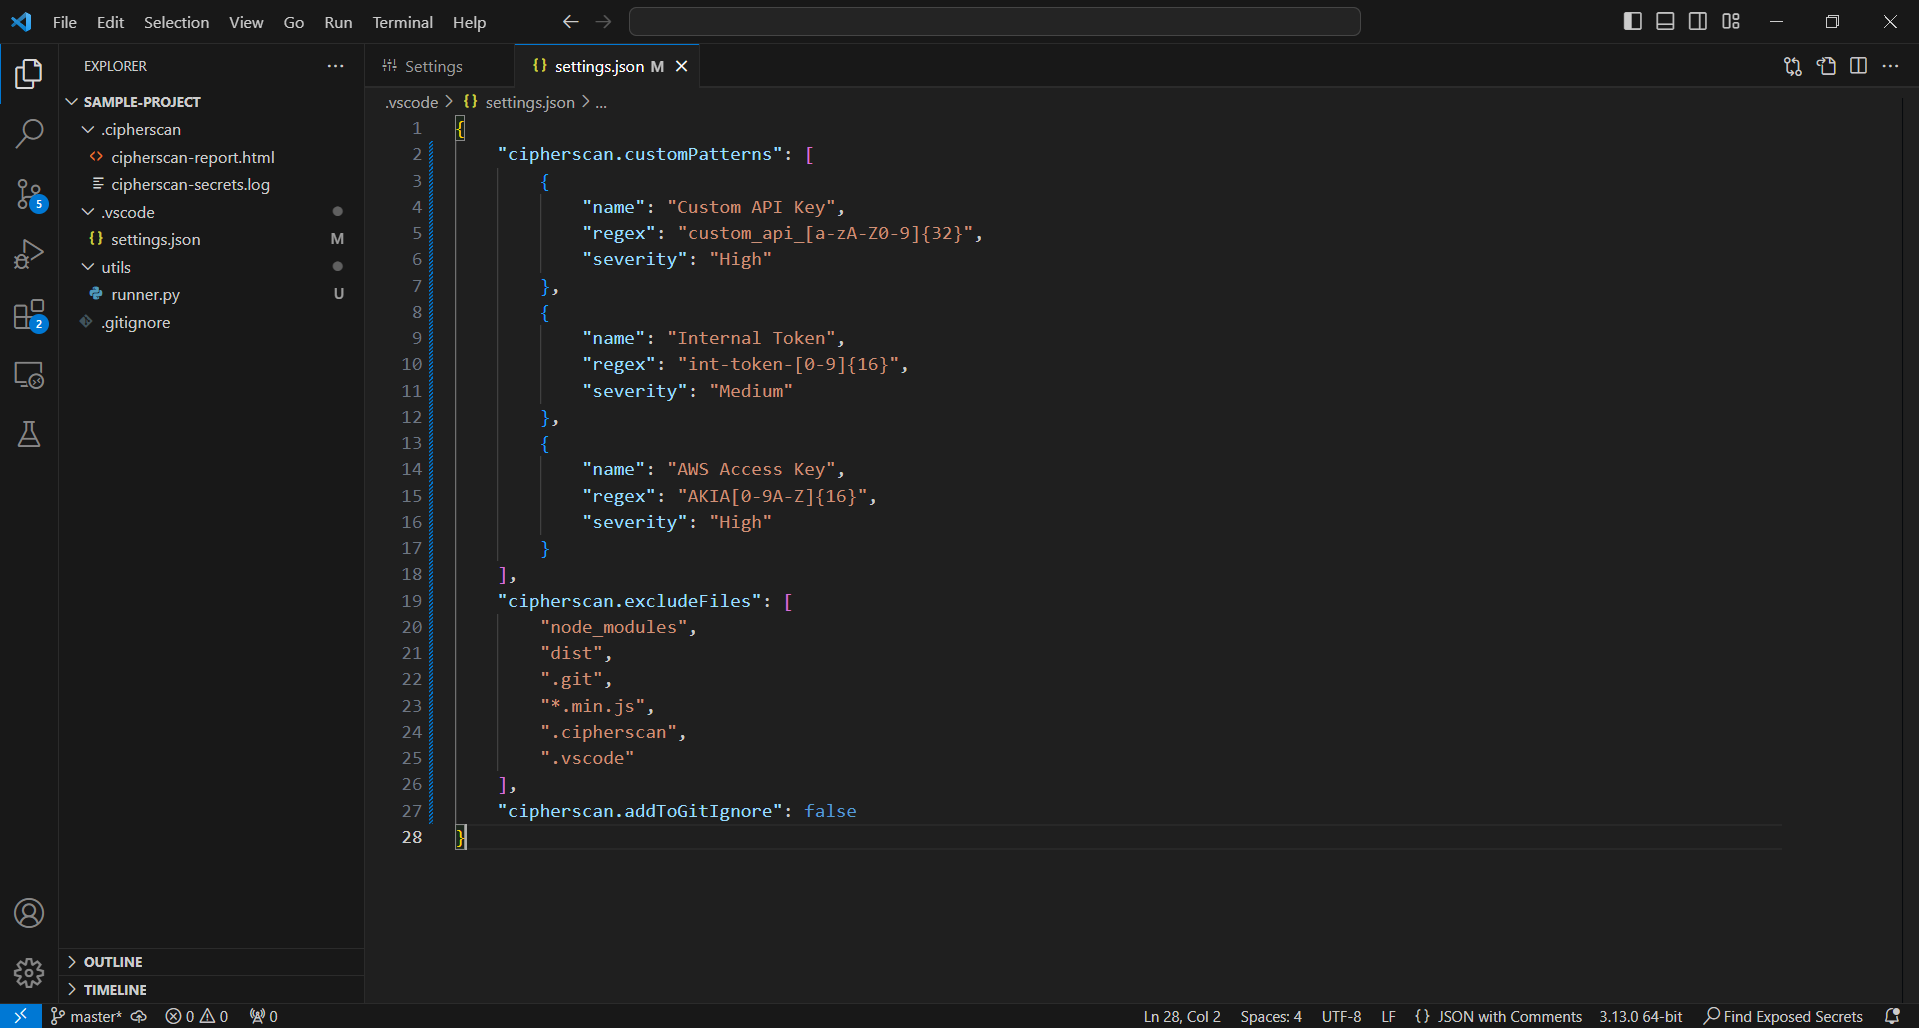 File Edit Selection View Go Run Terminal Help
EXPLORER
SAMPLE-PROJECT
.cipherscan
cipherscan-report.html
cipherscan-secrets.log
.vscode
settings.json M
utils
runner.py U
.gitignore
OUTLINE
TIMELINE
5
2
Settings
settings.json M
.vscode > settings.json > ...
1 {
2 "cipherscan.customPatterns": [
3 {
4 "name": "Custom API Key",
5 "regex": "custom_api_[a-zA-Z0-9]{32}",
6 "severity": "High"
7 },
8 {
9 "name": "Internal Token",
10 "regex": "int-token-[0-9]{16}",
11 "severity": "Medium"
12 },
13 {
14 "name": "AWS Access Key",
15 "regex": "AKIA[0-9A-Z]{16}",
16 "severity": "High"
17 }
18 ],
19 "cipherscan.excludeFiles": [
20 "node_modules",
21 "dist",
22 ".git",
23 "*.min.js",
24 ".cipherscan",
25 ".vscode"
26 ],
27 "cipherscan.addToGitIgnore": false
28 }
master* 0 0 0 Ln 28, Col 2 Spaces: 4 UTF-8 LF {} JSON with Comments 3.13.0 64-bit Find Exposed Secrets